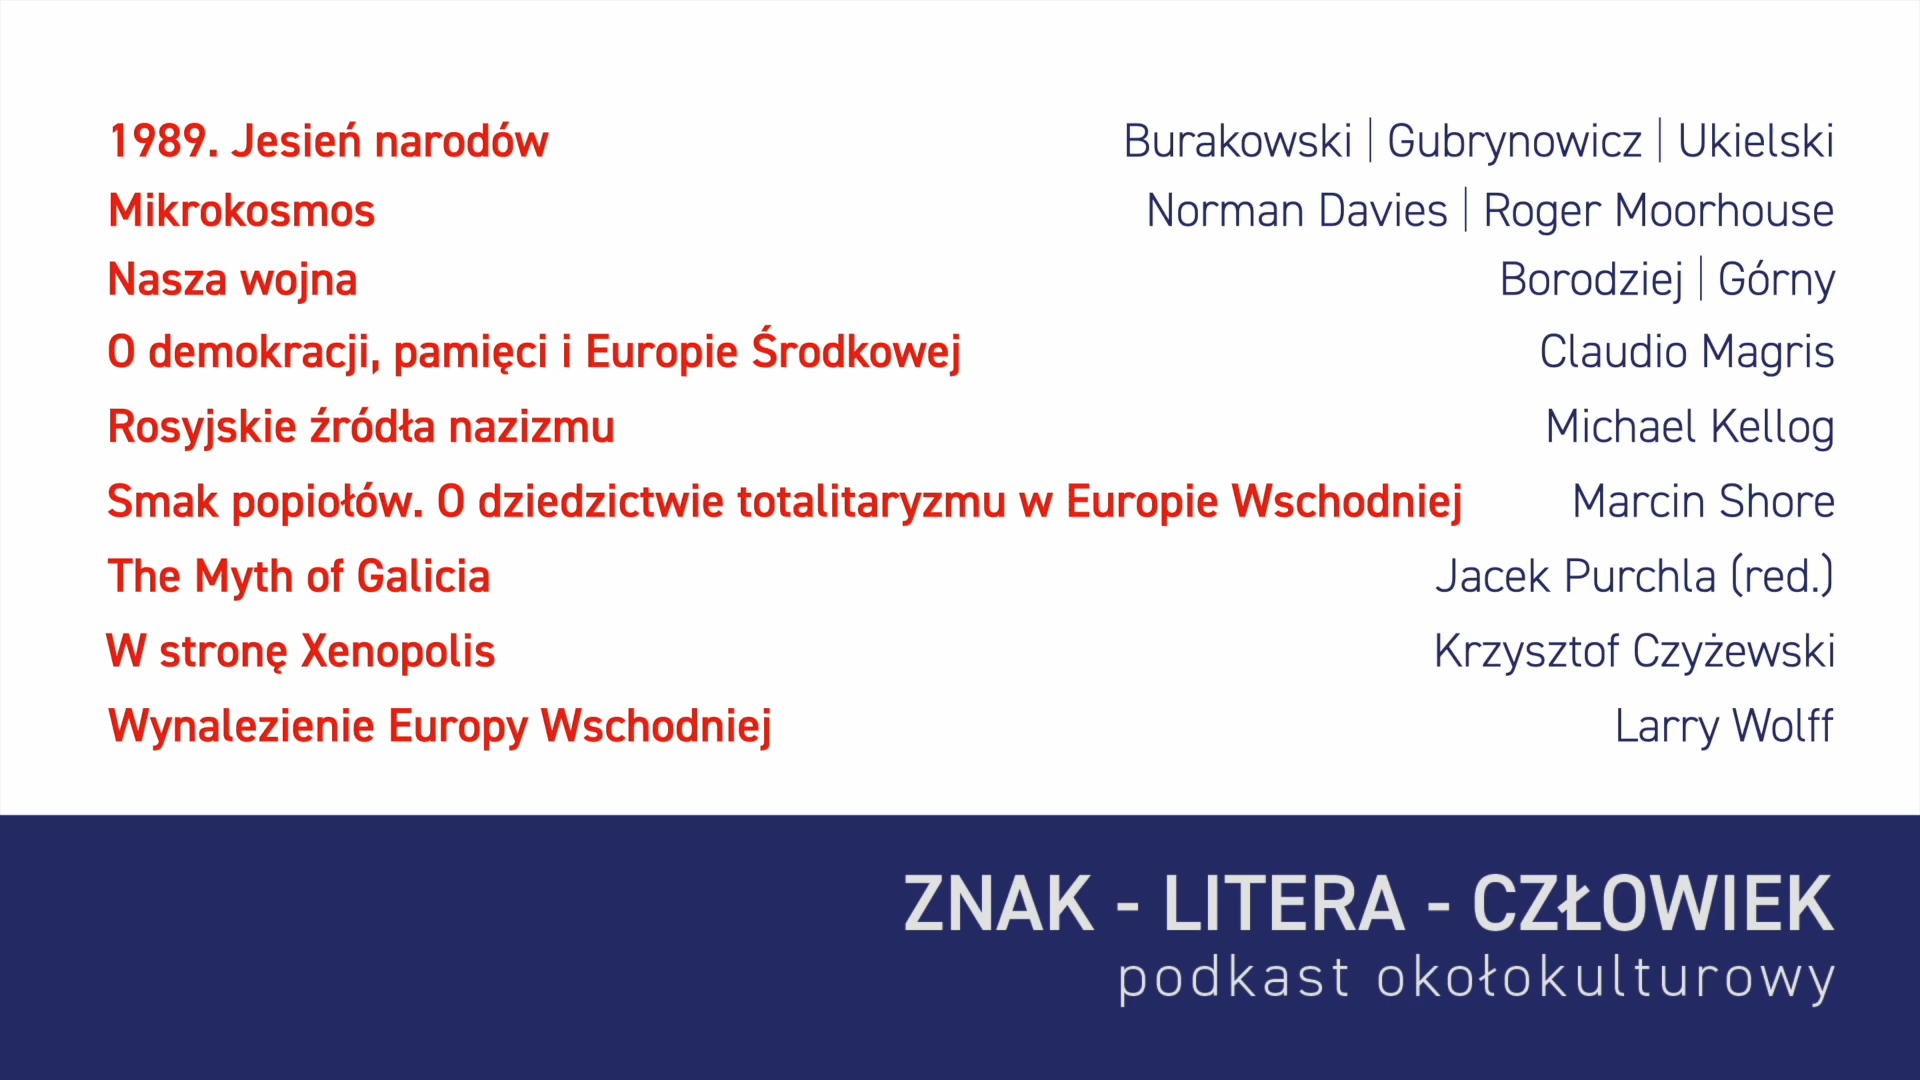 1989. Jesień narodów Burakowski | Gubrynowicz | Ukielski
Mikrokosmos Norman Davies | Roger Moorhouse
Nasza wojna Borodziej | Górny
O demokracji, pamięci i Europie Środkowej Claudio Magris
Rosyjskie źródła nazizmu Michael Kellog
Smak popiołów. O dziedzictwie totalitaryzmu w Europie Wschodniej Marcin Shore
The Myth of Galicia Jacek Purchla (red.)
W stronę Xenopolis Krzysztof Czyżewski
Wynalezienie Europy Wschodniej Larry Wolff
ZNAK - LITERA - CZŁOWIEK
podkast okołokulturowy